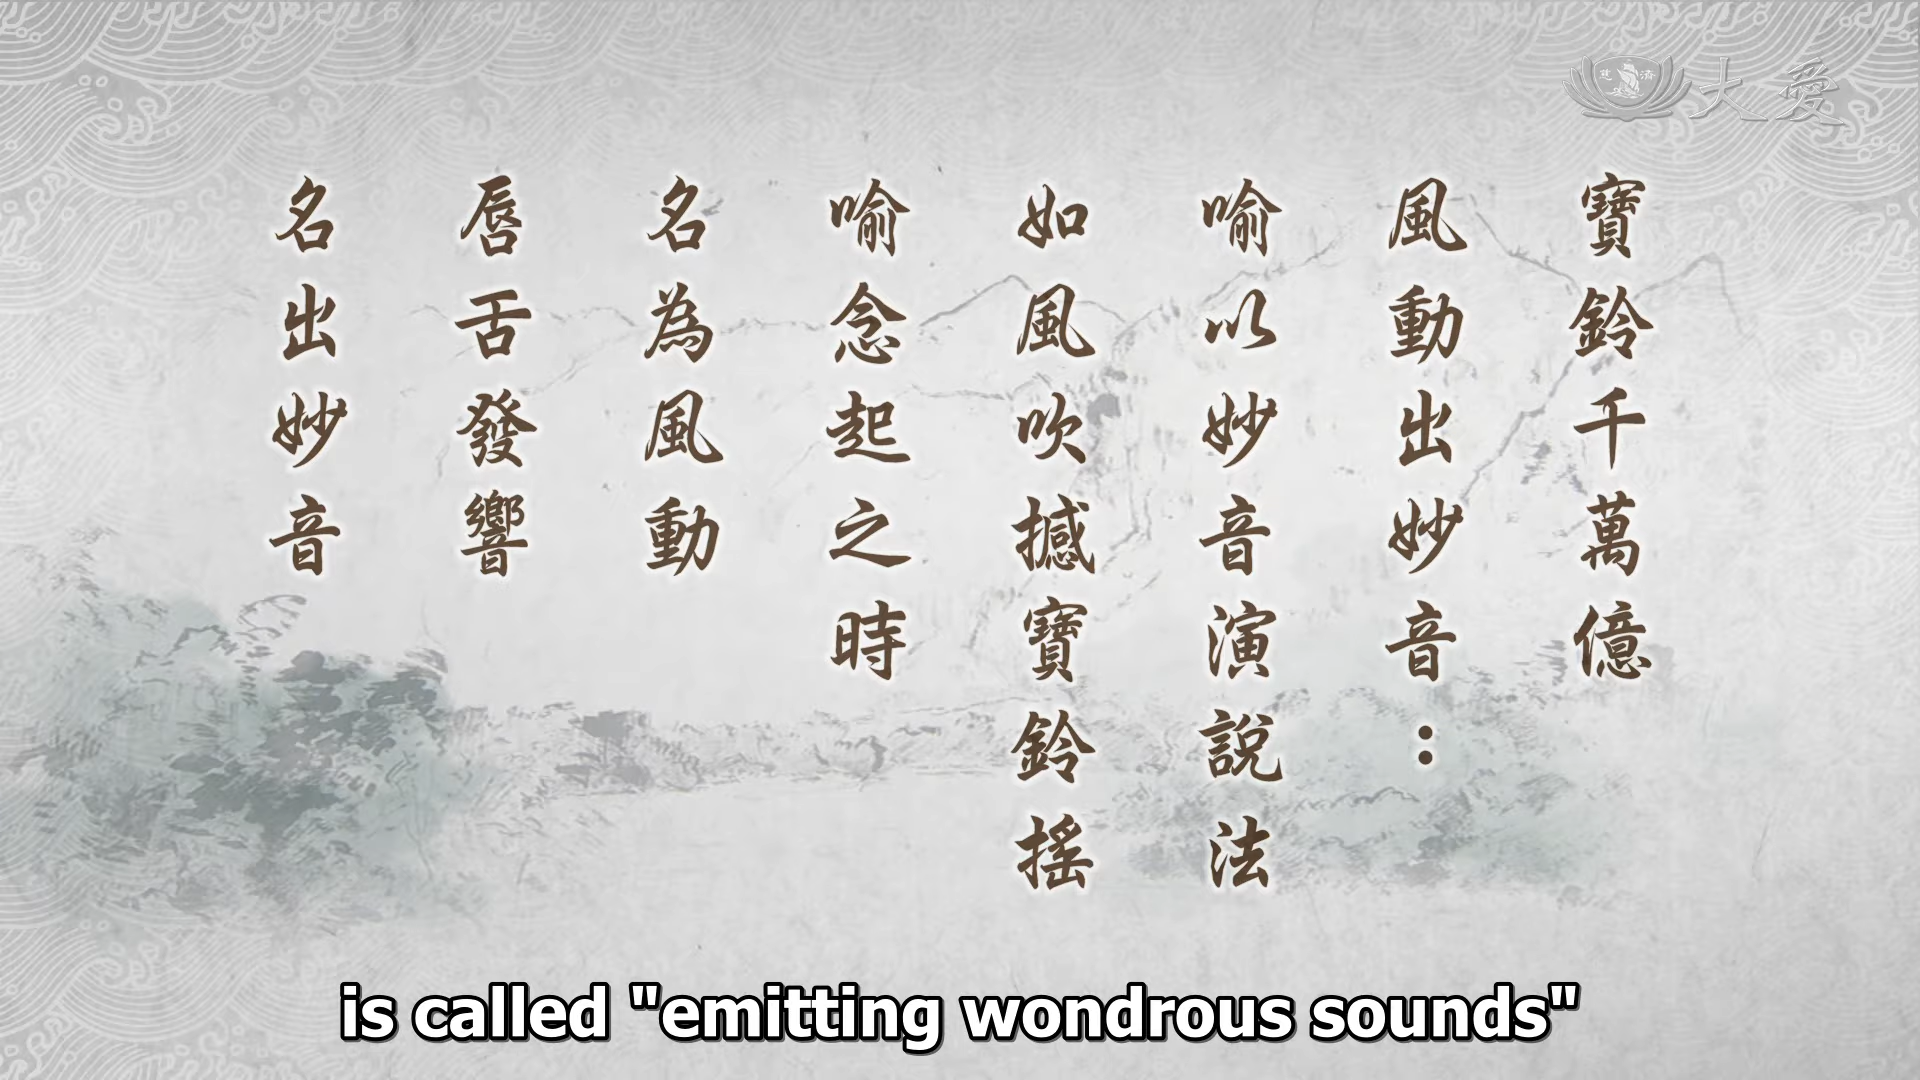 大愛
慈濟
寶鈴千萬億
風動出妙音：
喻以妙音演說法
如風吹撼寶鈴搖
喻念起之時
名為風動
唇舌發響
名出妙音
is called "emitting wondrous sounds"